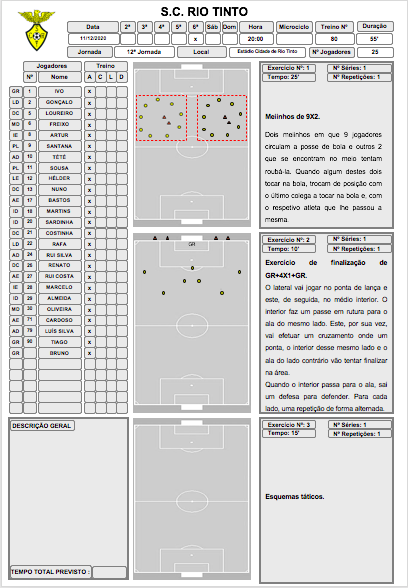 S.C. RIO TINTO
Data 2ª 3ª 4ª 5ª 6ª Sáb Dom Hora Microciclo Treino Nº Duração
11/12/2020 x 20:00 80 55'
Jornada 12ª Jornada Local Estádio Cidade de Rio Tinto Nº Jogadores 25
Jogadores Treino
Nº Nome A C L D
GR 1 IVO x
LD 2 GONÇALO x
DC 5 LOUREIRO x
MD 6 FREIXO x
IE 8 ARTUR x
PL 9 SANTANA x
AD 10 TÉTÉ x
PL 11 SOUSA x
LE 12 HÉLDER x
DC 13 NUNO x
AE 17 BASTOS x
ID 18 MARTINS x
ID 20 SARDINHA x
DC 21 COSTINHA x
LD 22 RAFA x
AD 24 RUI SILVA x
DC 26 RENATO x
AE 27 RUI COSTA x
IE 28 MARCELO x
ID 29 ALMEIDA x
MD 30 OLIVEIRA x
AE 71 CARDOSO x
AD 79 LUÍS SILVA x
GR 90 TIAGO x
GR BRUNO x
Exercício Nº: 1 Nº Séries: 1
Tempo: 25' Nº Repetições: 1
Meiinhos de 9X2.
Dois meiinhos em que 9 jogadores
circulam a posse de bola e outros 2
que se encontram no meio tentam
roubá-la. Quando algum destes dois
tocar na bola, trocam de posição com
o último colega a tocar na bola e, com
o respetivo atleta que lhe passou a
mesma.
GR
Exercício Nº: 2 Nº Séries: 1
Tempo: 10' Nº Repetições: 1
Exercício de finalização de
GR+4X1+GR.
O lateral vai jogar no ponta de lança e
este, de seguida, no médio interior. O
interior faz um passe em rutura para o
ala do mesmo lado. Este, por sua vez,
vai efetuar um cruzamento onde um
ponta, o interior desse mesmo lado e o
ala do lado contrário vão tentar finalizar
na área.
Quando o interior passa para o ala, sai
um defesa para defender. Para cada
lado, uma repetição de forma alternada.
DESCRIÇÃO GERAL
TEMPO TOTAL PREVISTO :
Exercício Nº: 3 Nº Séries: 1
Tempo: 15' Nº Repetições: 1
Esquemas táticos.